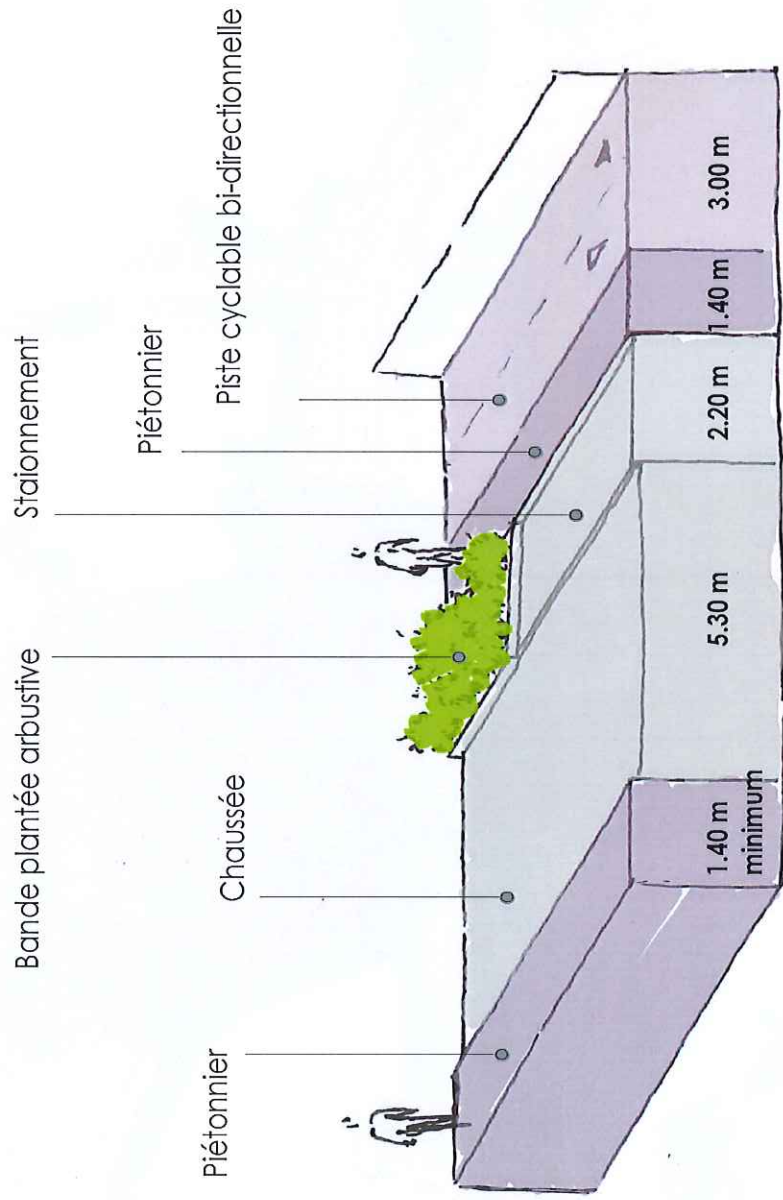 Staionnement
Bande plantée arbustive
Piétonnier
Chaussée
Piste cyclable bi-directionnelle
Piétonnier
1.40 m
minimum
5.30 m
2.20 m
1.40 m
3.00 m